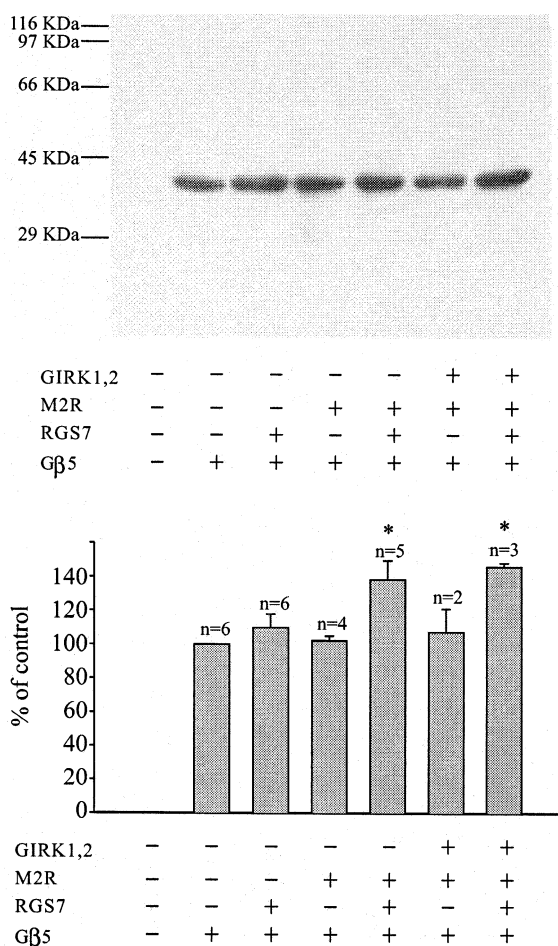 116 KDa
97 KDa
66 KDa
45 KDa
29 KDa
GIRK1,2 − − − − − + +
M2R − − − + + + +
RGS7 − − + − + − +
Gβ5 − + + + + + +
* *
n=6 n=6 n=4 n=5 n=2 n=3
% of control
140
120
100
80
60
40
20
0
GIRK1,2 − − − − − + +
M2R − − − + + + +
RGS7 − − + − + − +
Gβ5 − + + + + + +